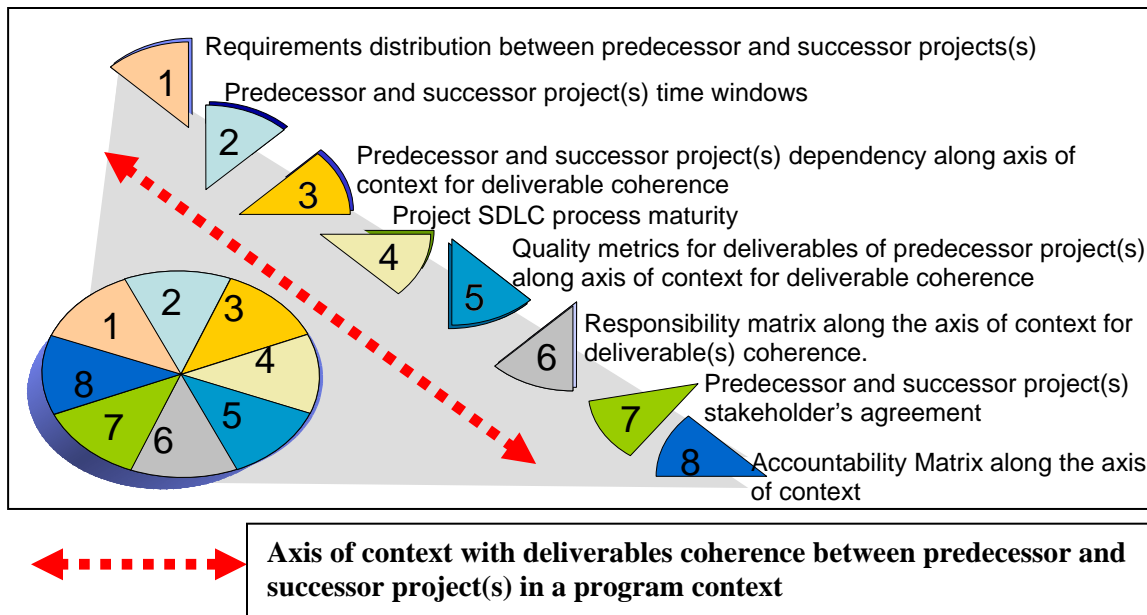 1
Requirements distribution between predecessor and successor projects(s)
2
Predecessor and successor project(s) time windows
3
Predecessor and successor project(s) dependency along axis of
context for deliverable coherence
4
Project SDLC process maturity
5
Quality metrics for deliverables of predecessor project(s)
along axis of context for deliverable coherence
6
Responsibility matrix along the axis of context for
deliverable(s) coherence.
7
Predecessor and successor project(s)
stakeholder's agreement
8
Accountability Matrix along the axis
of context
1
2
3
4
5
6
7
8
Axis of context with deliverables coherence between predecessor and
successor project(s) in a program context